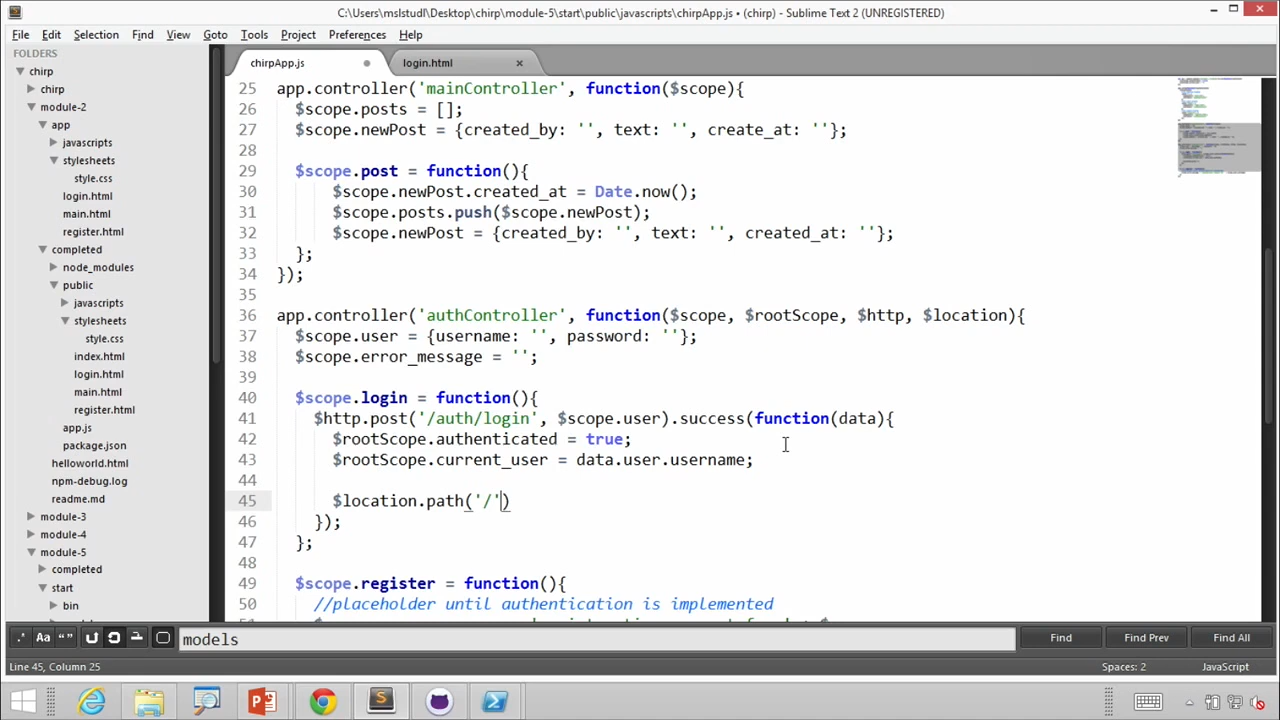 C:\Users\mslstudl\Desktop\chirp\module-5\start\public\javascripts\chirpApp.js • (chirp) - Sublime Text 2 (UNREGISTERED)
File Edit Selection Find View Goto Tools Project Preferences Help
FOLDERS
chirp
chirp
module-2
app
javascripts
stylesheets
style.css
login.html
main.html
register.html
completed
node_modules
public
javascripts
stylesheets
style.css
index.html
login.html
main.html
register.html
app.js
package.json
helloworld.html
npm-debug.log
readme.md
module-3
module-4
module-5
completed
start
bin
chirpApp.js
login.html
25 app.controller('mainController', function($scope){
26 $scope.posts = [];
27 $scope.newPost = {created_by: '', text: '', create_at: ''};
28
29 $scope.post = function(){
30 $scope.newPost.created_at = Date.now();
31 $scope.posts.push($scope.newPost);
32 $scope.newPost = {created_by: '', text: '', created_at: ''};
33 };
34 });
35
36 app.controller('authController', function($scope, $rootScope, $http, $location){
37 $scope.user = {username: '', password: ''};
38 $scope.error_message = '';
39
40 $scope.login = function(){
41 $http.post('/auth/login', $scope.user).success(function(data){
42 $rootScope.authenticated = true;
43 $rootScope.current_user = data.user.username;
44
45 $location.path('/')
46 });
47 };
48
49 $scope.register = function(){
50 //placeholder until authentication is implemented
models
Find
Find Prev
Find All
Line 45, Column 25
Spaces: 2
JavaScript